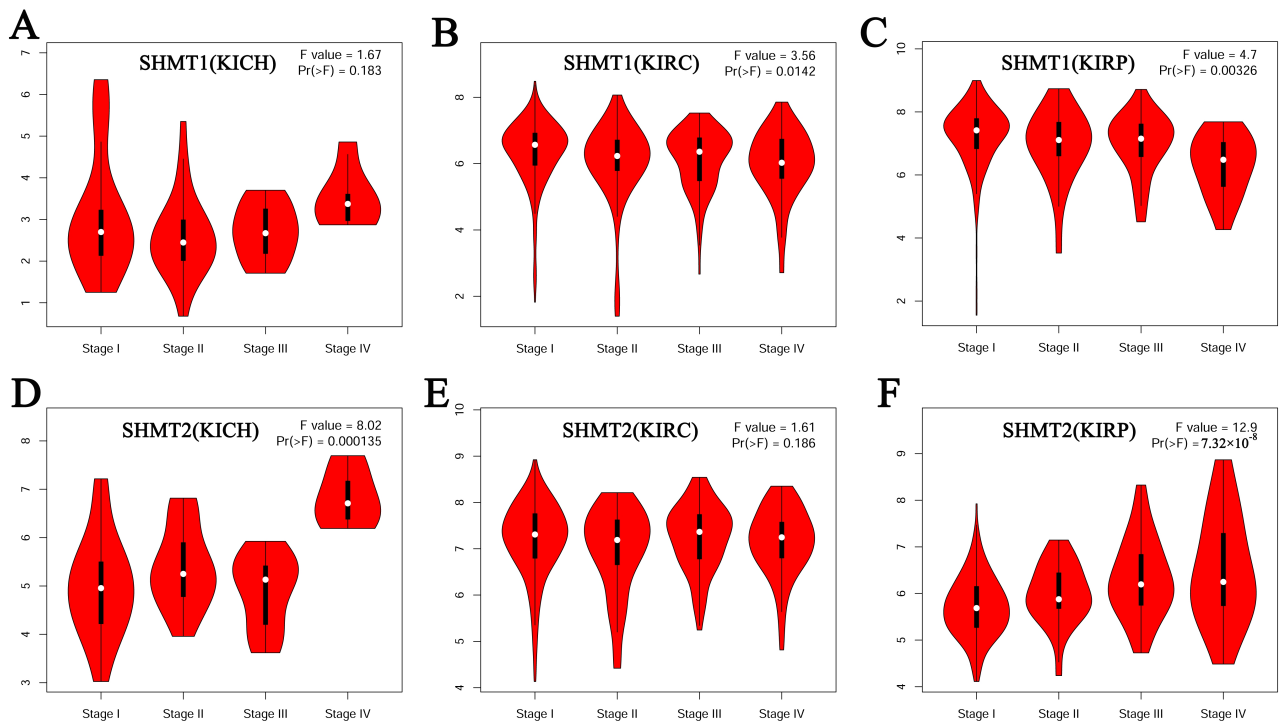 A
SHMT1(KICH)
F value = 1.67
Pr(>F) = 0.183
7
6
5
4
3
2
1
Stage I Stage II Stage III Stage IV
B
SHMT1(KIRC)
F value = 3.56
Pr(>F) = 0.0142
8
6
4
2
Stage I Stage II Stage III Stage IV
C
SHMT1(KIRP)
F value = 4.7
Pr(>F) = 0.00326
10
8
6
4
2
Stage I Stage II Stage III Stage IV
D
SHMT2(KICH)
F value = 8.02
Pr(>F) = 0.000135
8
7
6
5
4
3
Stage I Stage II Stage III Stage IV
E
SHMT2(KIRC)
F value = 1.61
Pr(>F) = 0.186
10
9
8
7
6
5
4
Stage I Stage II Stage III Stage IV
F
SHMT2(KIRP)
F value = 12.9
Pr(>F) = 7.32×10⁻⁸
9
8
7
6
5
4
Stage I Stage II Stage III Stage IV